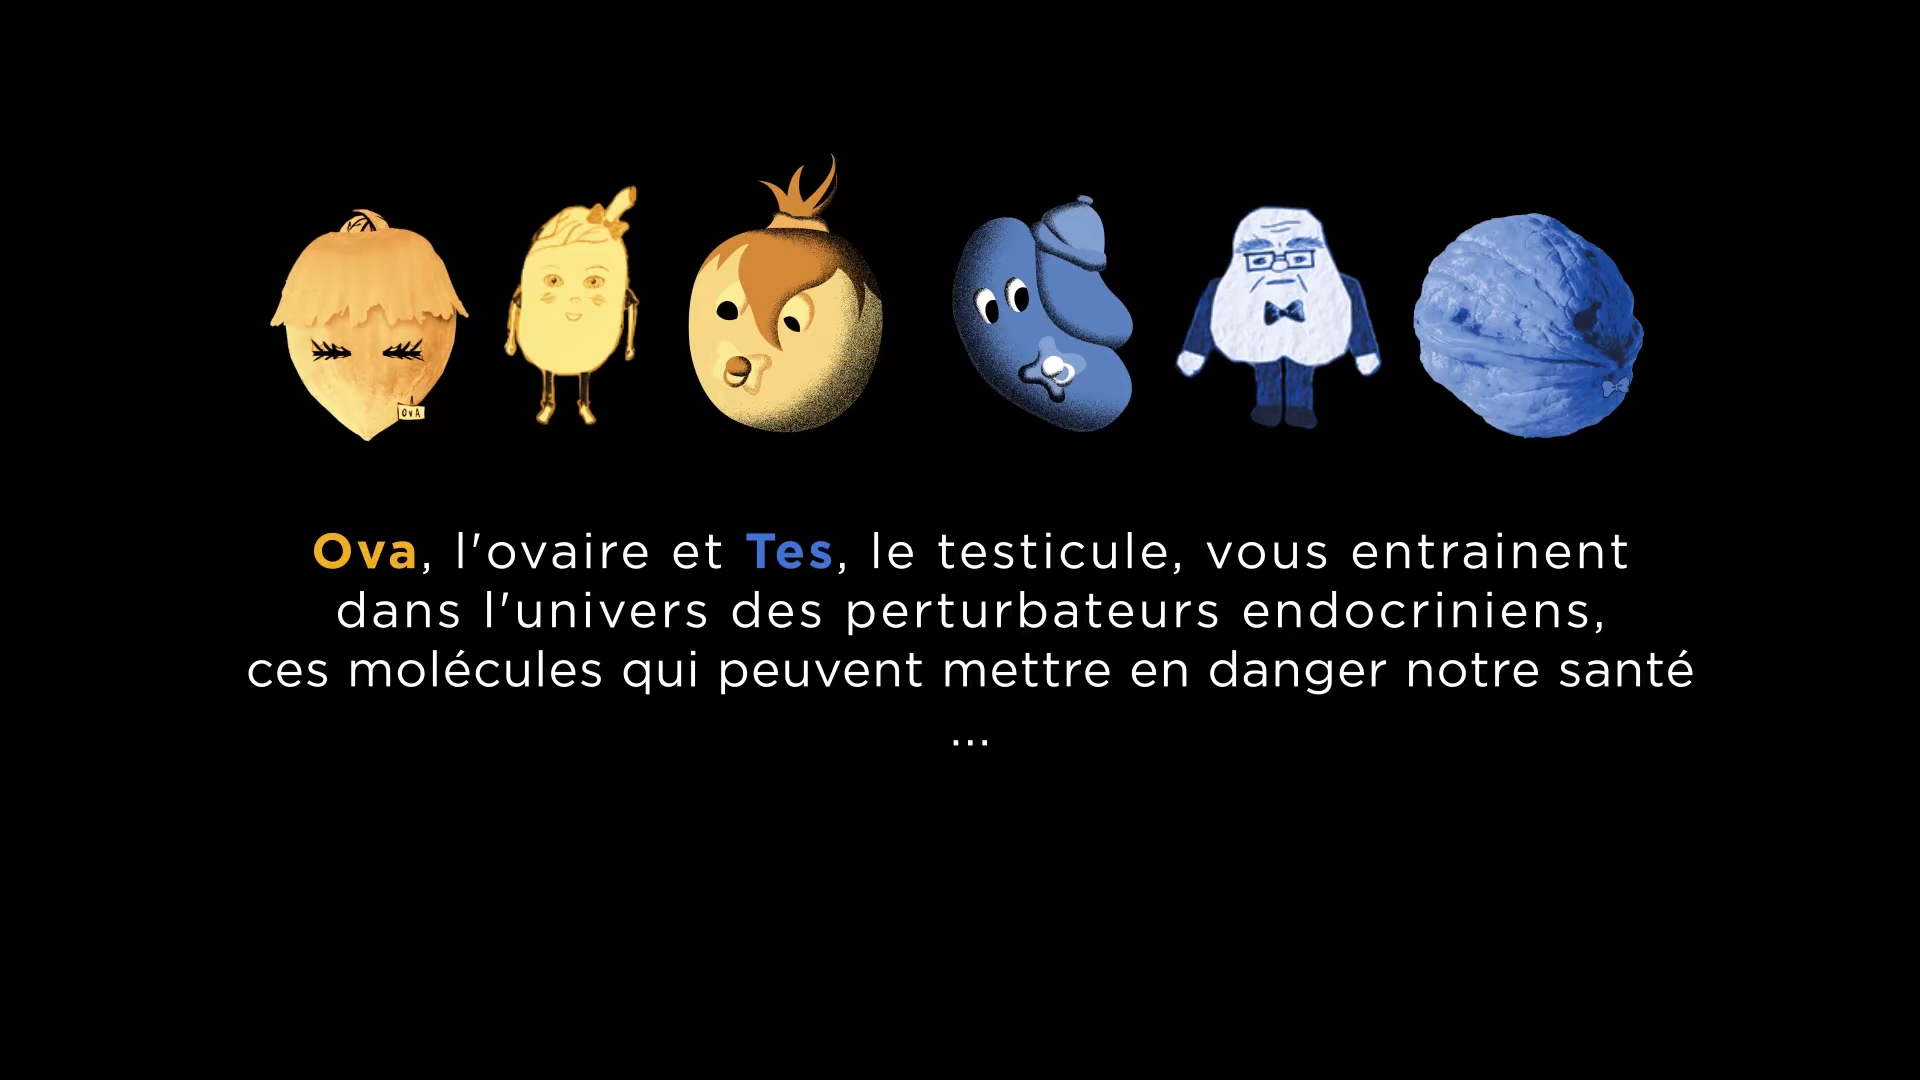 OVA
Ova, l'ovaire et Tes, le testicule, vous entrainent
dans l'univers des perturbateurs endocriniens,
ces molécules qui peuvent mettre en danger notre santé
...